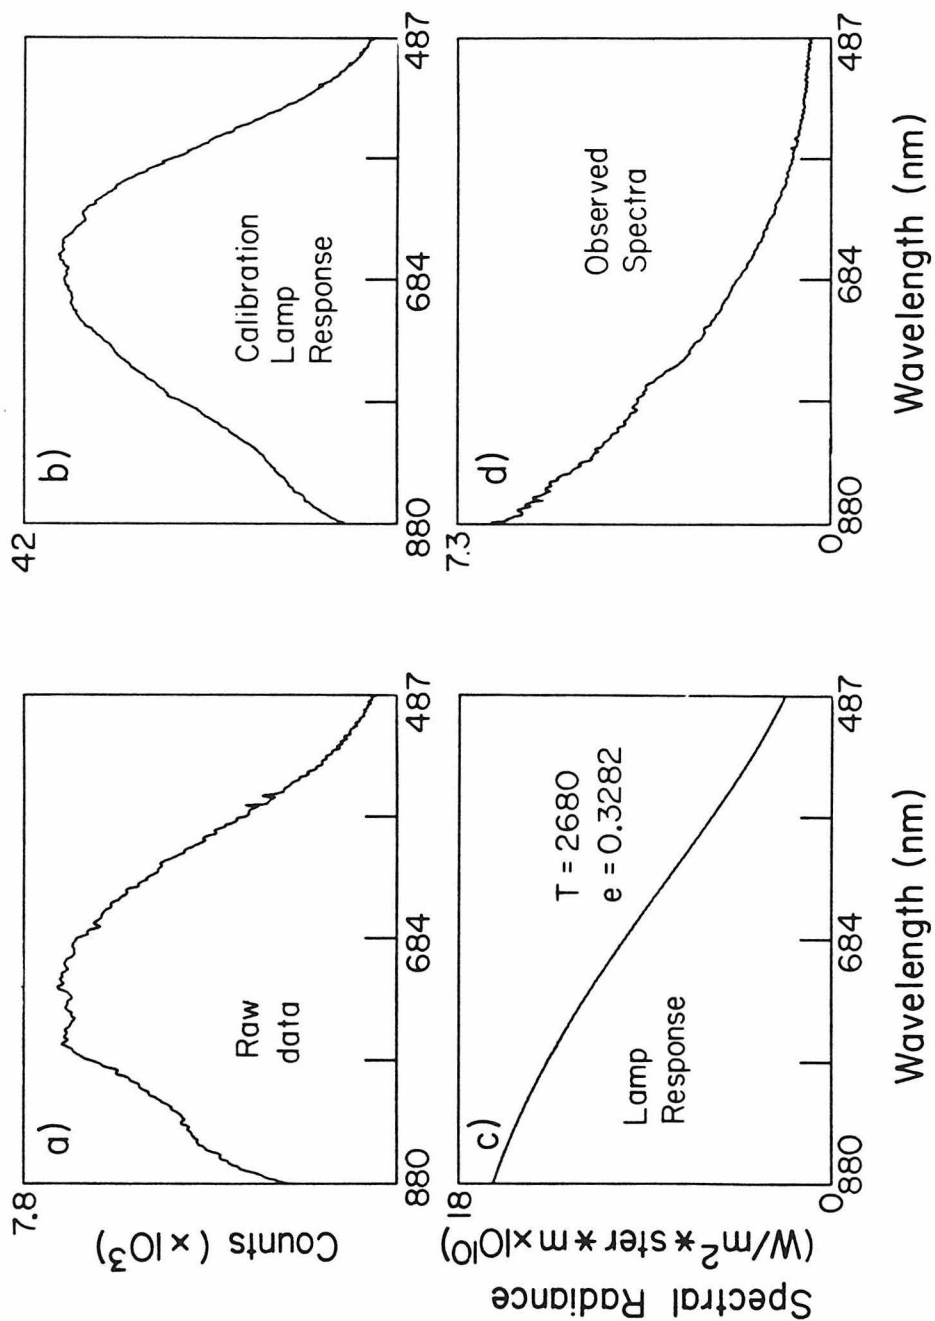 a)
7.8
Counts (×10³)
Raw
data
880
684
487
b)
42
Calibration
Lamp
Response
880
684
487
c)
18
0
Spectral Radiance
(W/m²*ster*m×10¹⁰)
T = 2680
e = 0.3282
Lamp
Response
880
684
487
Wavelength (nm)
d)
7.3
0
Observed
Spectra
880
684
487
Wavelength (nm)